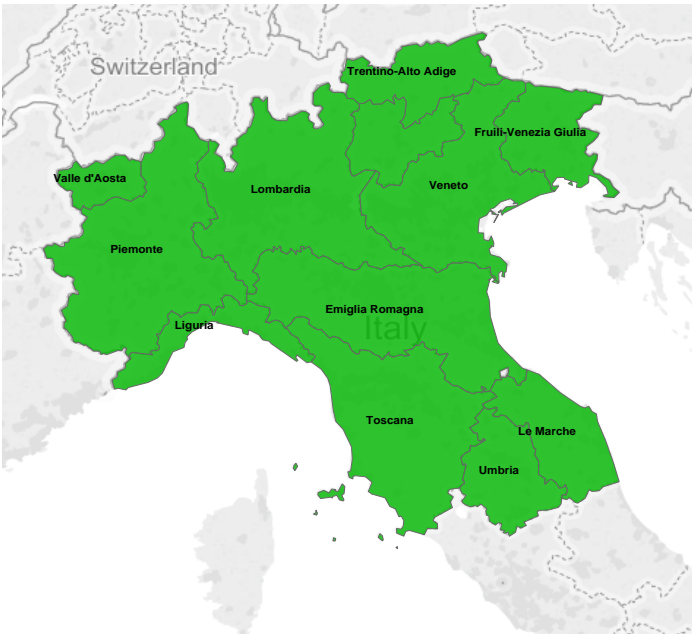 Switzerland
Trentino-Alto Adige
Fruili-Venezia Giulia
Valle d'Aosta
Lombardia
Veneto
Piemonte
Emiglia Romagna
Liguria
Italy
Toscana
Le Marche
Umbria